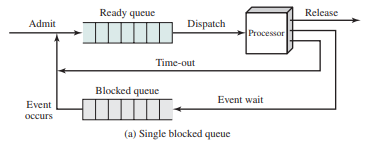 Ready queue
Release
Admit
Dispatch
Processor
Time-out
Blocked queue
Event wait
Event
occurs
(a) Single blocked queue